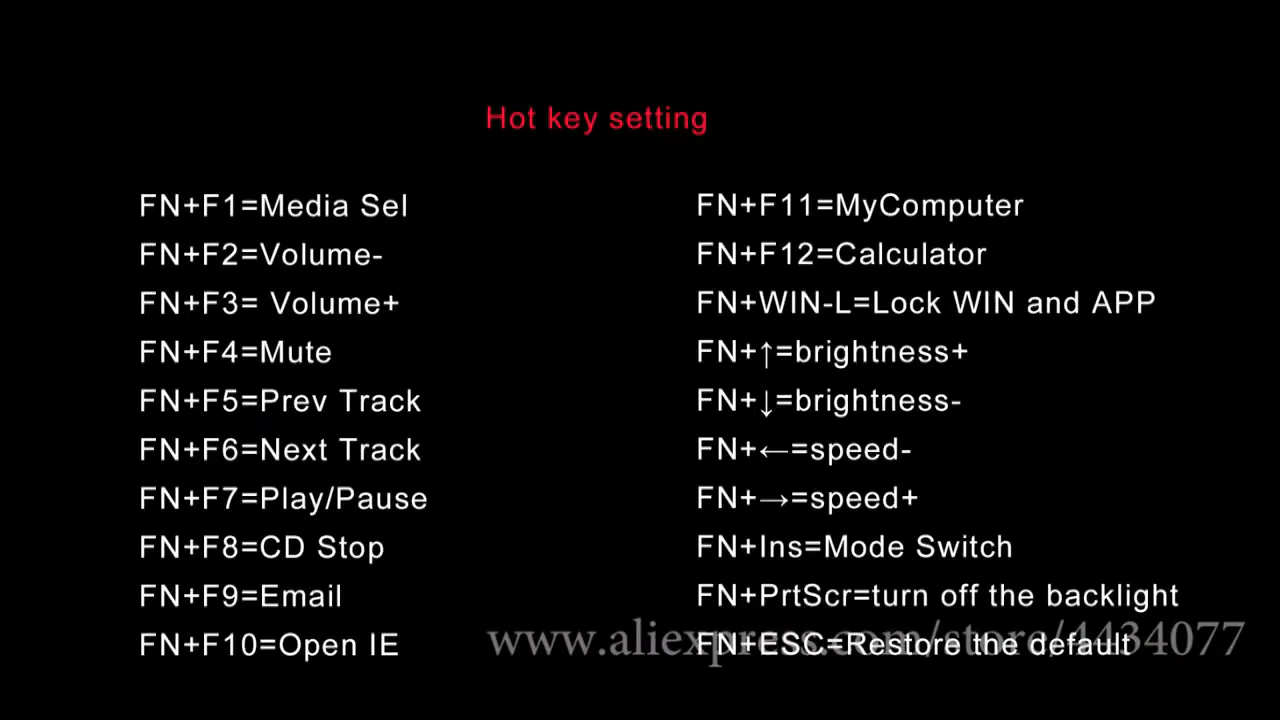 Hot key setting
FN+F1=Media Sel
FN+F2=Volume-
FN+F3= Volume+
FN+F4=Mute
FN+F5=Prev Track
FN+F6=Next Track
FN+F7=Play/Pause
FN+F8=CD Stop
FN+F9=Email
FN+F10=Open IE
FN+F11=MyComputer
FN+F12=Calculator
FN+WIN-L=Lock WIN and APP
FN+↑=brightness+
FN+↓=brightness-
FN+←=speed-
FN+→=speed+
FN+Ins=Mode Switch
FN+PrtScr=turn off the backlight
FN+ESC=Restore the default
www.aliexpress.com/store/4434077